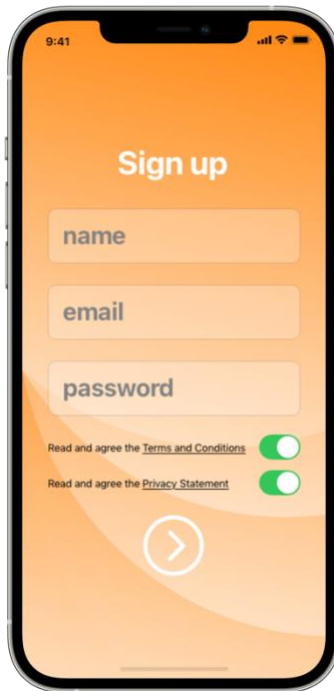 9:41
Sign up
name
email
password
Read and agree the Terms and Conditions
Read and agree the Privacy Statement